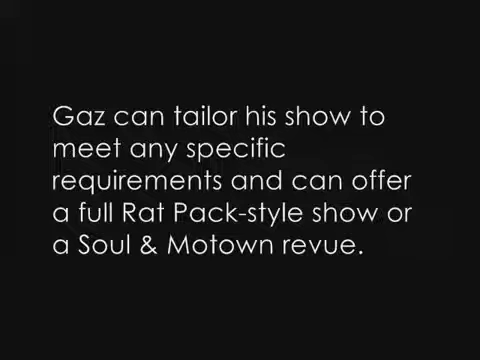 Gaz can tailor his show to
meet any specific
requirements and can offer
a full Rat Pack-style show or
a Soul & Motown revue.